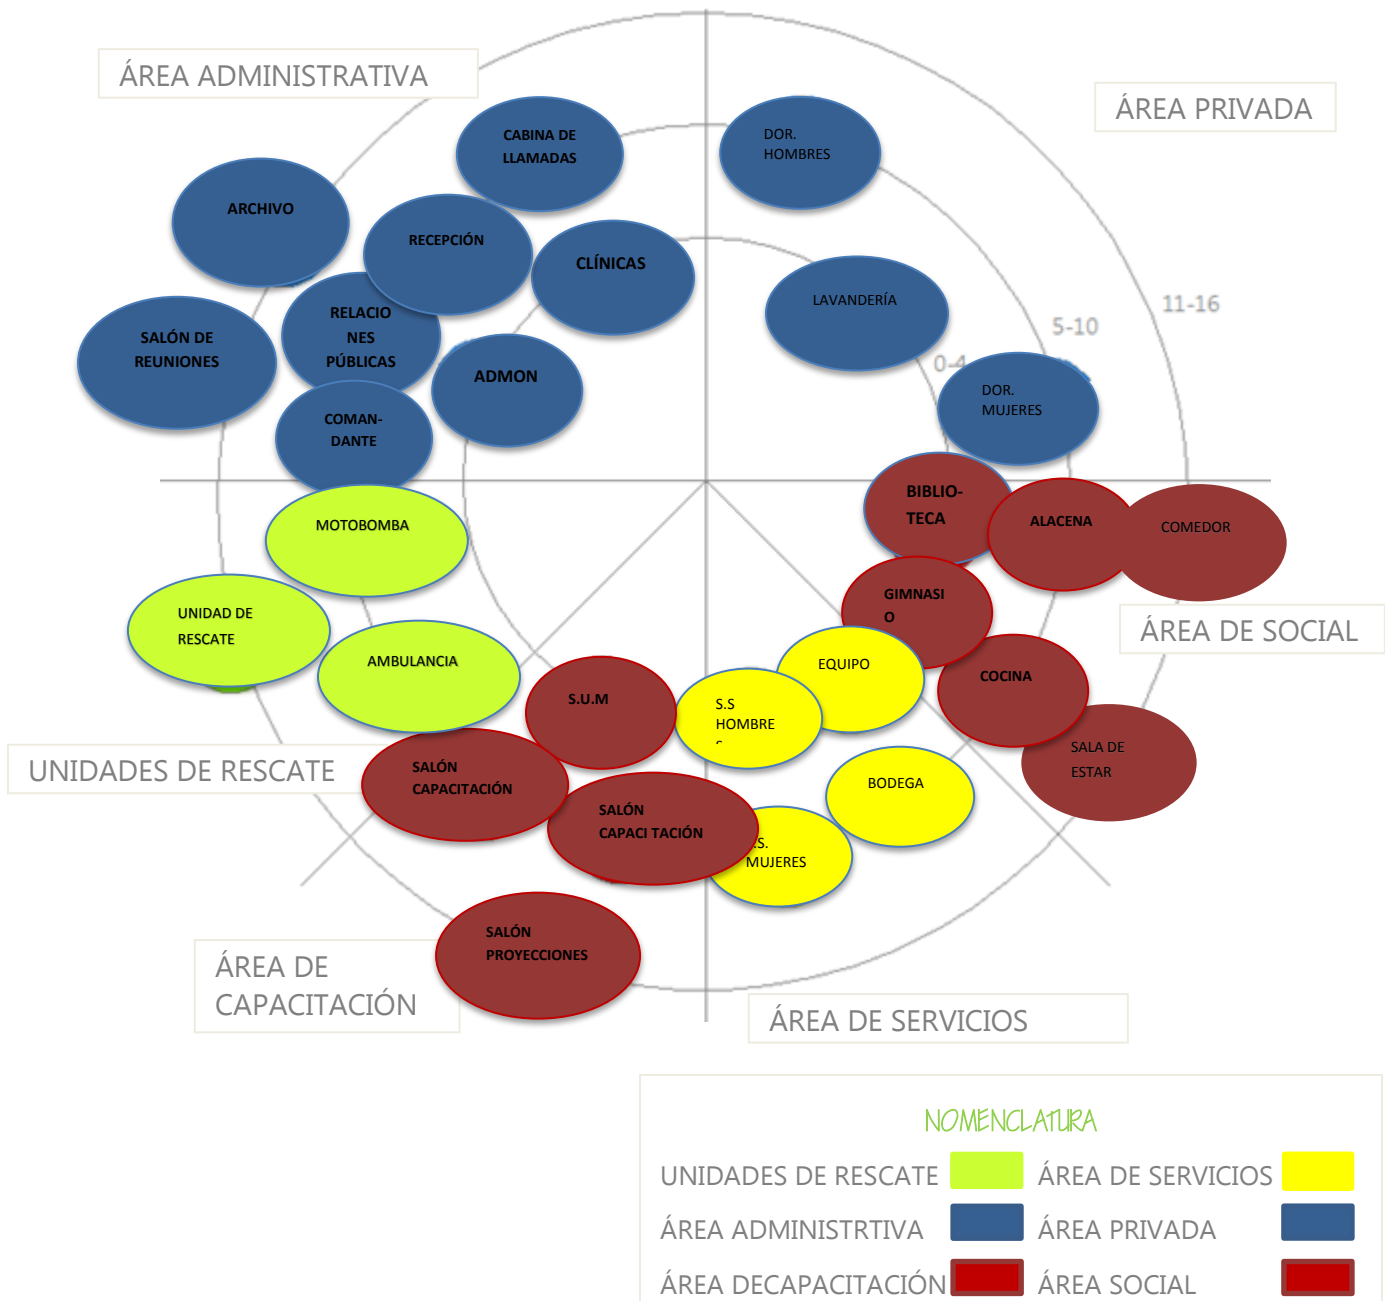 ÁREA ADMINISTRATIVA
ÁREA PRIVADA
CABINA DE
LLAMADAS
DOR.
HOMBRES
ARCHIVO
RECEPCIÓN
CLÍNICAS
LAVANDERÍA
11-16
5-10
0-4
RELACIO
NES
PÚBLICAS
SALÓN DE
REUNIONES
ADMON
DOR.
MUJERES
COMAN-
DANTE
BIBLIO-
TECA
ALACENA
COMEDOR
MOTOBOMBA
GIMNASI
O
UNIDAD DE
RESCATE
ÁREA DE SOCIAL
AMBULANCIA
EQUIPO
COCINA
S.U.M
S.S
HOMBRE
SALA DE
ESTAR
UNIDADES DE RESCATE
SALÓN
CAPACITACIÓN
BODEGA
SALÓN
CAPACI TACIÓN
.S.
MUJERES
SALÓN
PROYECCIONES
ÁREA DE
CAPACITACIÓN
ÁREA DE SERVICIOS
NOMENCLATURA
UNIDADES DE RESCATE
ÁREA DE SERVICIOS
ÁREA ADMINISTRTIVA
ÁREA PRIVADA
ÁREA DECAPACITACIÓN
ÁREA SOCIAL